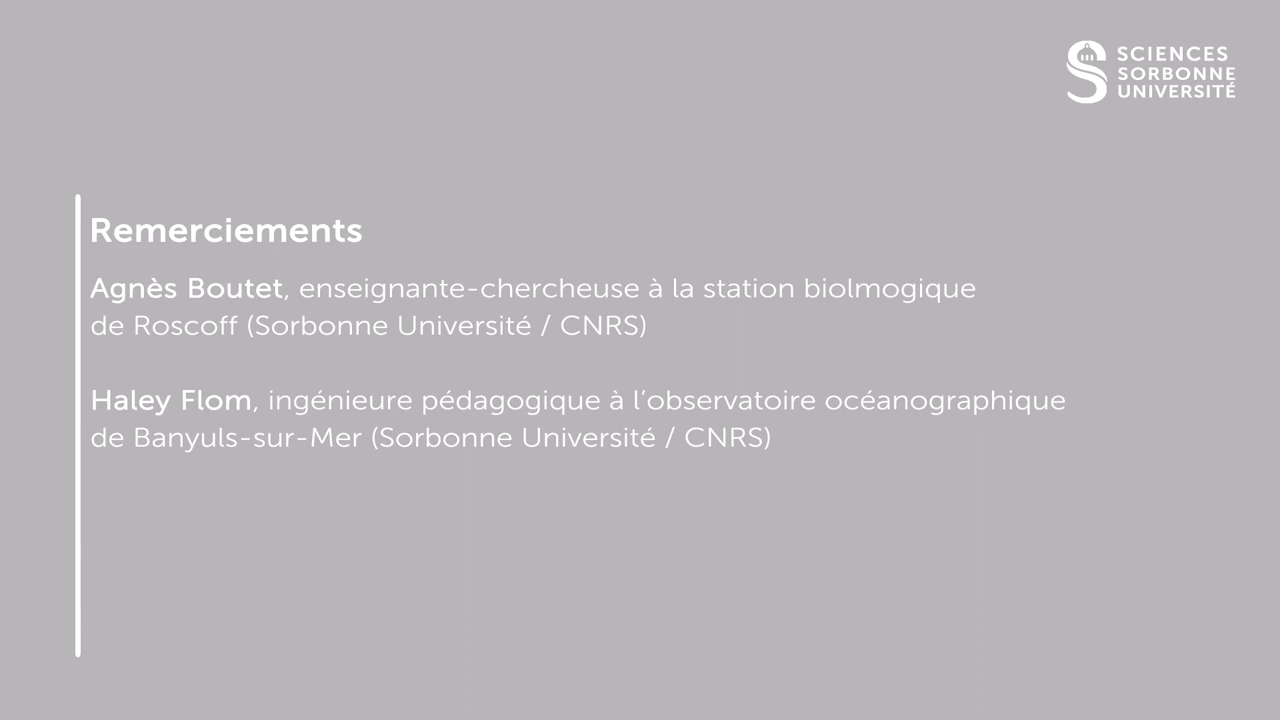 SCIENCES
SORBONNE
UNIVERSITÉ
Remerciements
Agnès Boutet, enseignante-chercheuse à la station biolmogique
de Roscoff (Sorbonne Université / CNRS)
Haley Flom, ingénieure pédagogique à l’observatoire océanographique
de Banyuls-sur-Mer (Sorbonne Université / CNRS)